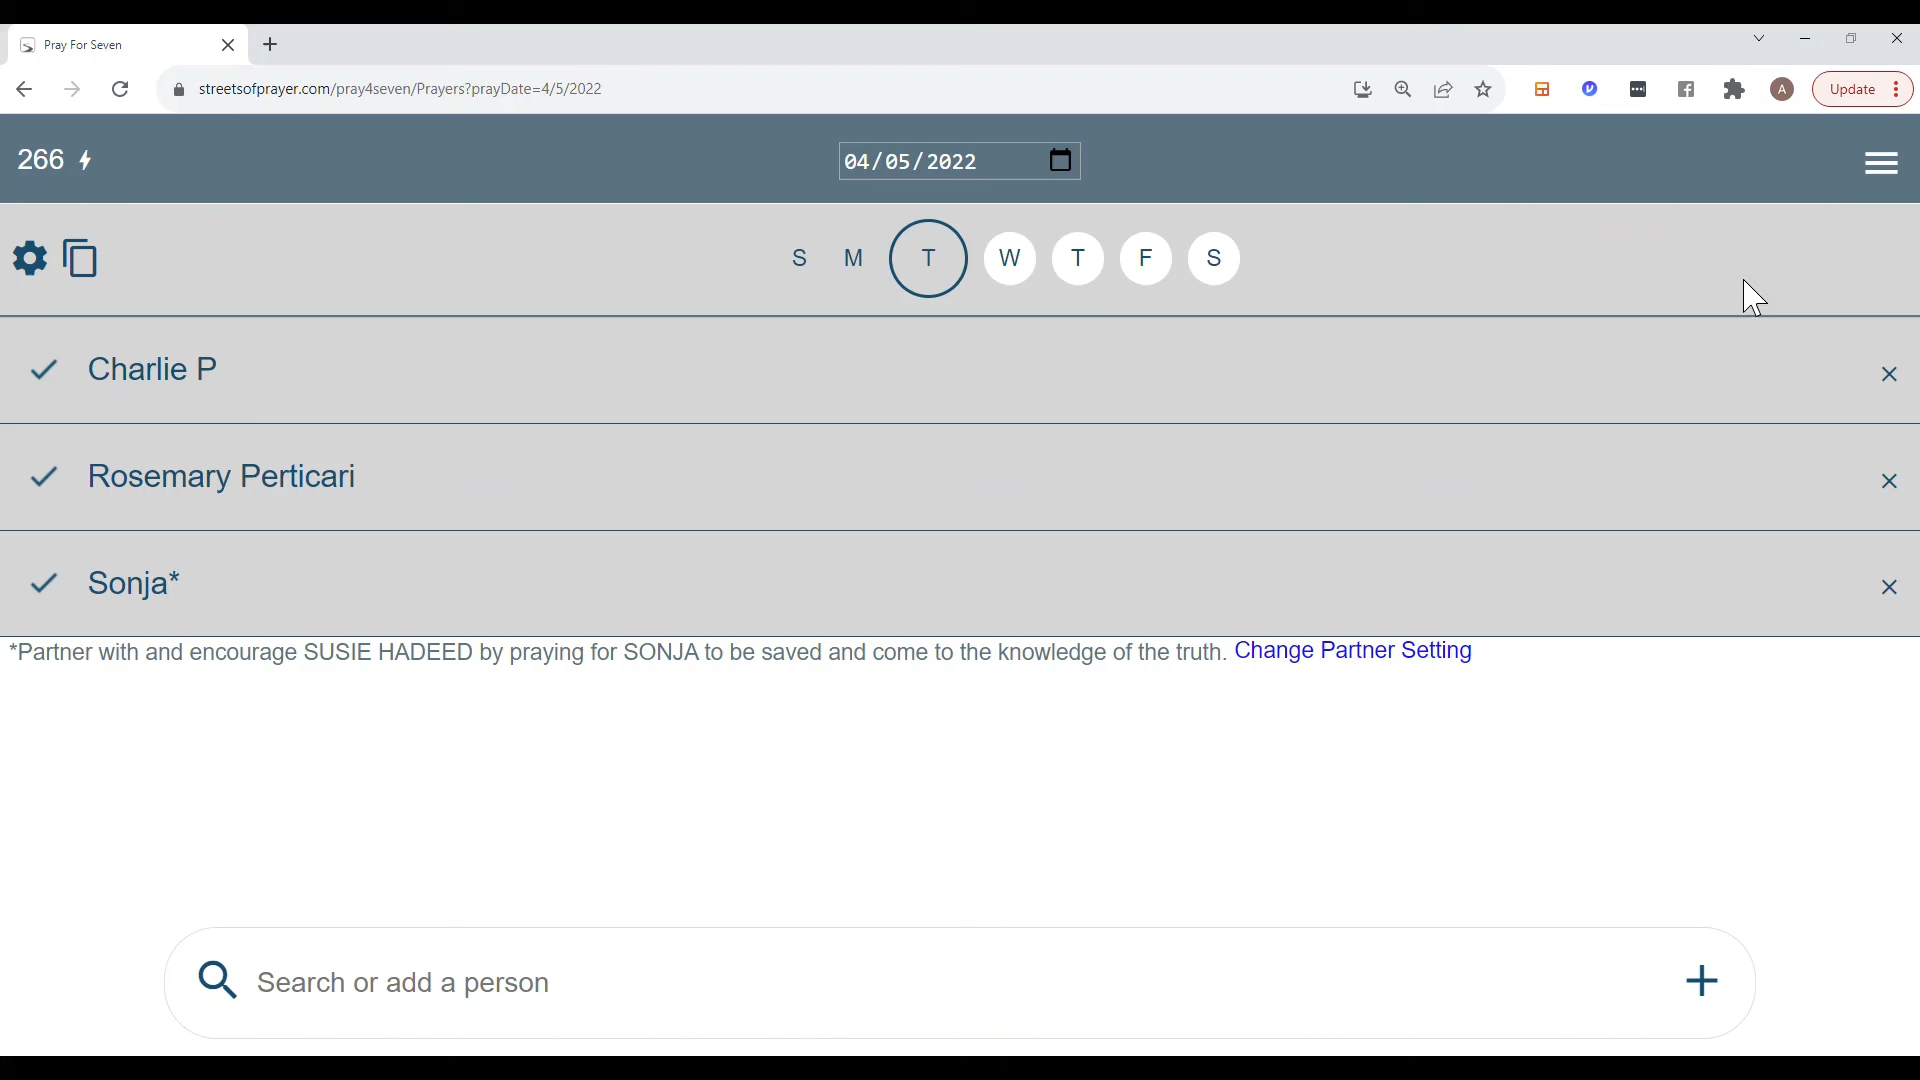 Pray For Seven
streetsofprayer.com/pray4seven/Prayers?prayDate=4/5/2022
A
Update
266
04/05/2022
S M T W T F S
Charlie P
Rosemary Perticari
Sonja*
*Partner with and encourage SUSIE HADEED by praying for SONJA to be saved and come to the knowledge of the truth. Change Partner Setting
Search or add a person